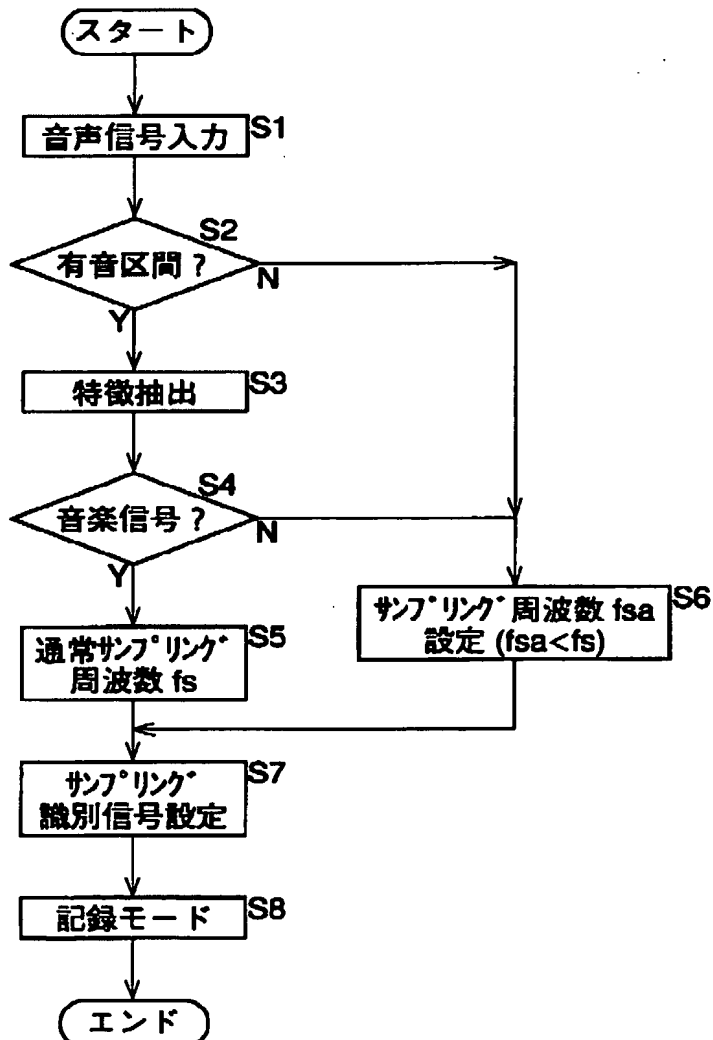 スタート
音声信号入力
S1
S2
有音区間？
N
Y
特徴抽出
S3
S4
音楽信号？
N
Y
通常ｻﾝﾌﾟﾘﾝｸﾞ
周波数 fs
S5
ｻﾝﾌﾟﾘﾝｸﾞ周波数 fsa
設定 (fsa<fs)
S6
ｻﾝﾌﾟﾘﾝｸﾞ
識別信号設定
S7
記録モード
S8
エンド